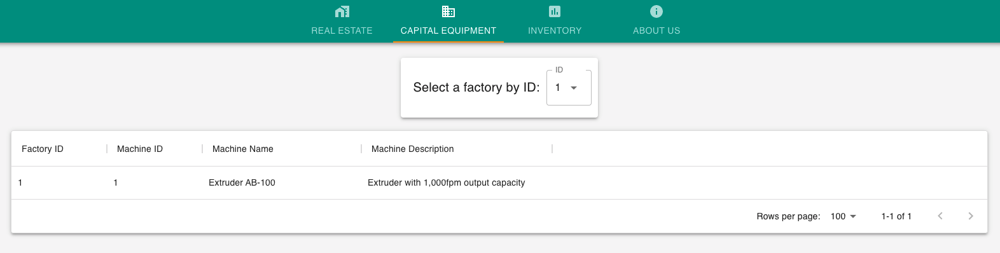 REAL ESTATE CAPITAL EQUIPMENT INVENTORY ABOUT US
ID
Select a factory by ID: 1
Factory ID Machine ID Machine Name Machine Description
1 1 Extruder AB-100 Extruder with 1,000fpm output capacity
Rows per page: 100 1-1 of 1